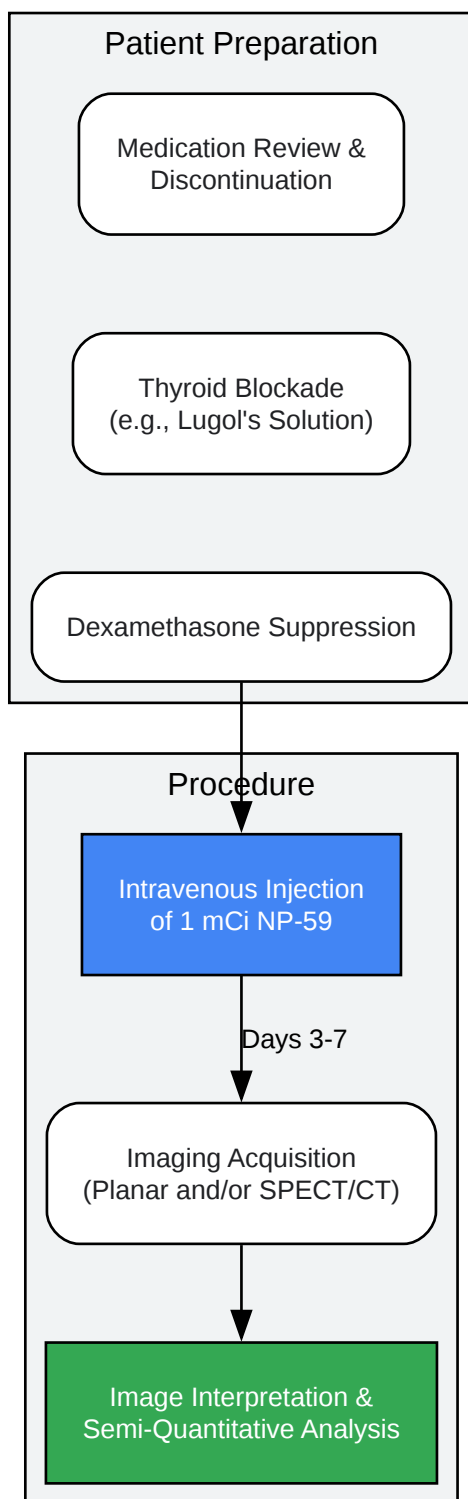 Patient Preparation
Medication Review &
Discontinuation
Thyroid Blockade
(e.g., Lugol's Solution)
Dexamethasone Suppression
Procedure
Intravenous Injection
of 1 mCi NP-59
Days 3-7
Imaging Acquisition
(Planar and/or SPECT/CT)
Image Interpretation &
Semi-Quantitative Analysis